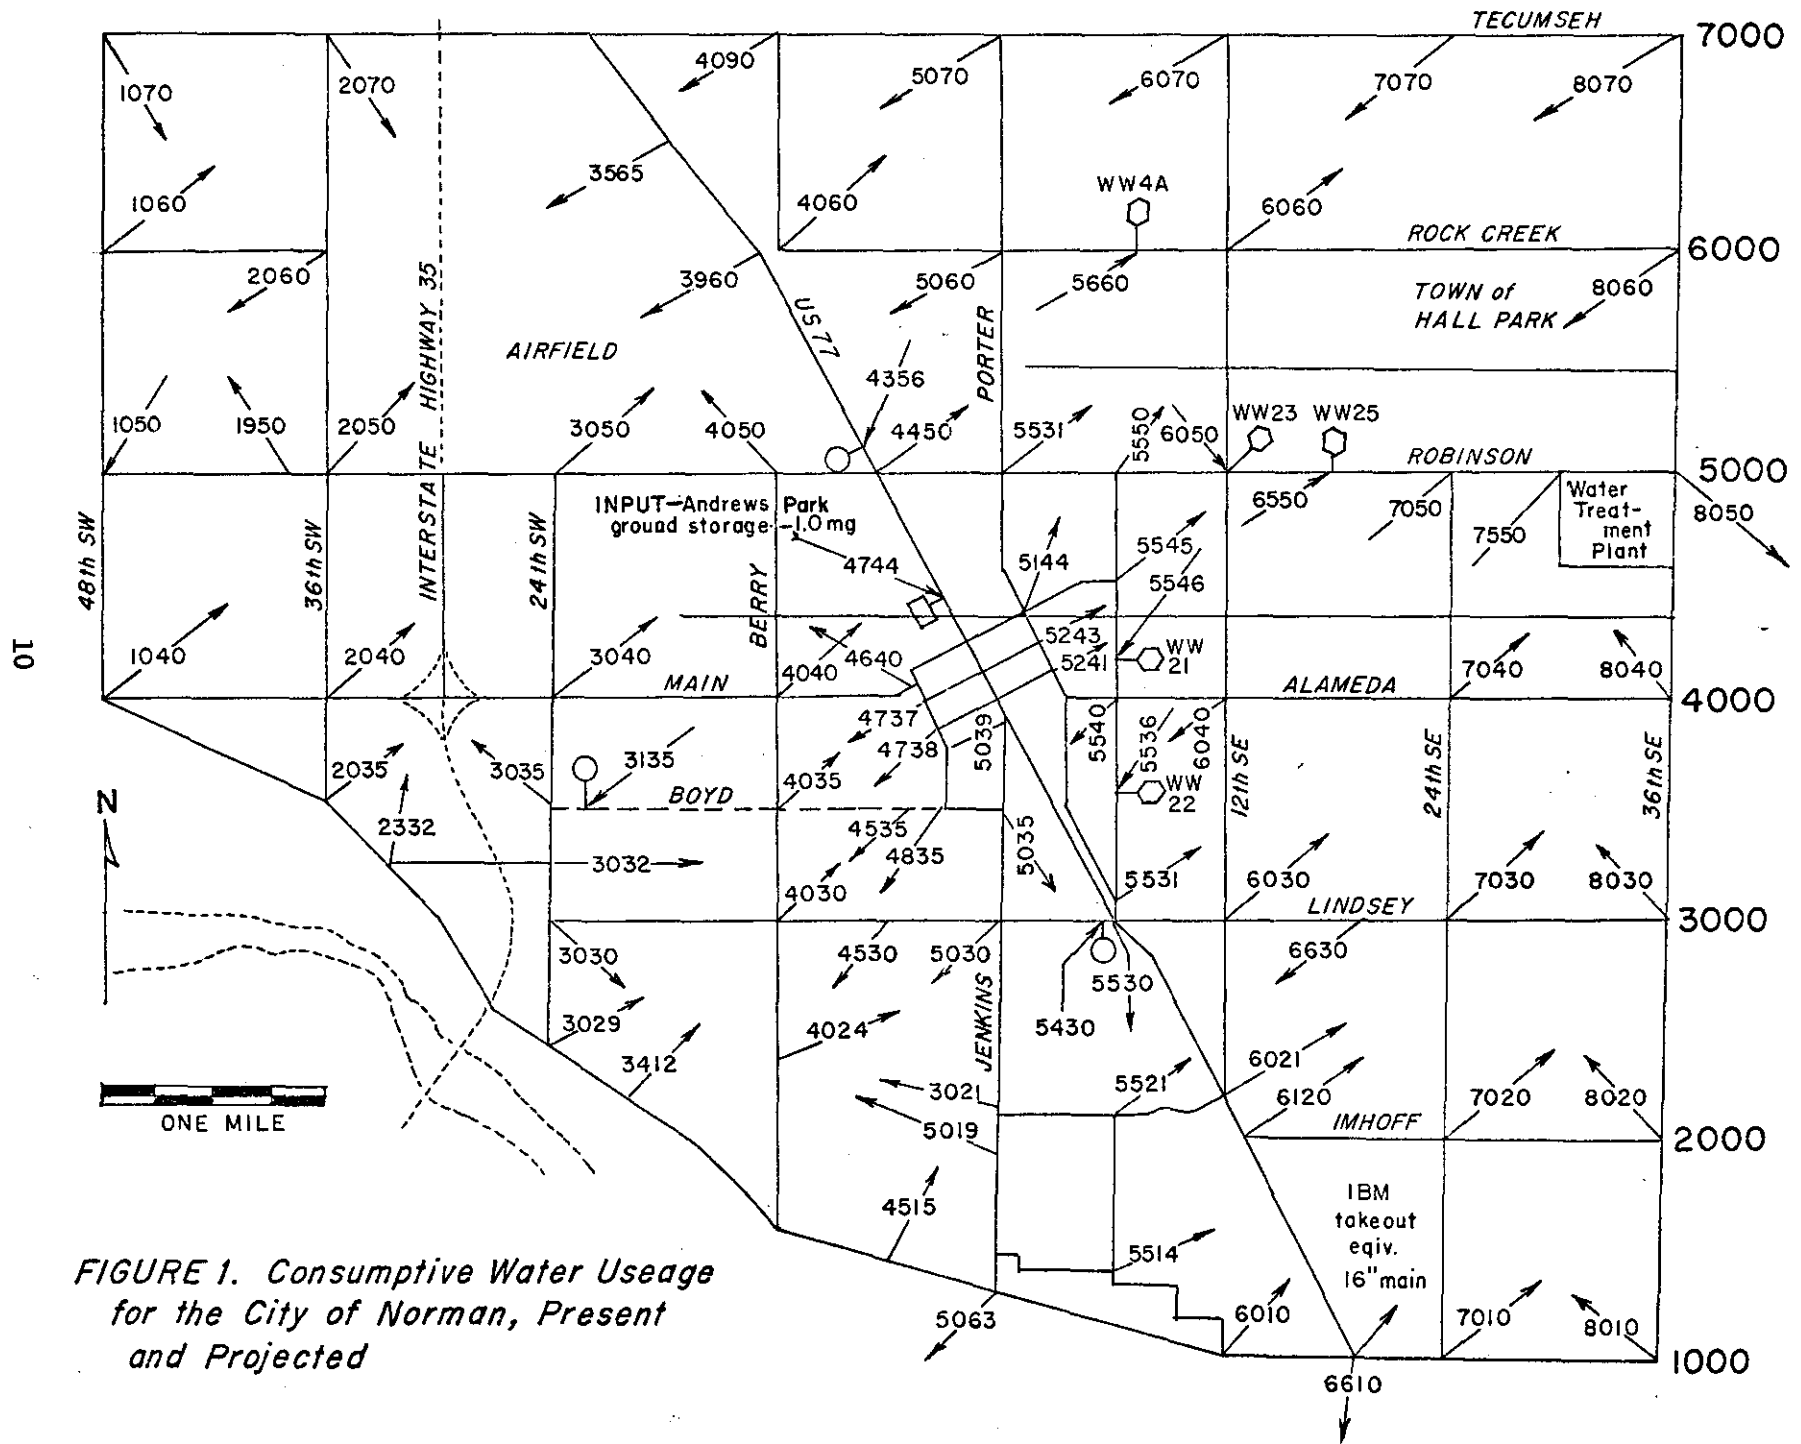 TECUMSEH
7000
1070
2070
4090
5070
6070
7070
8070
3565
1060
4060
WW4A
6060
ROCK CREEK
6000
2060
3960
5060
5660
TOWN of
HALL PARK
8060
INTERSTATE HIGHWAY 35
AIRFIELD
US 77
PORTER
4356
1050
1950
2050
3050
4050
4450
5531
5550
6050
WW23
WW25
ROBINSON
5000
INPUT-Andrews Park
ground storage -1.0 mg
6550
7050
7550
Water
Treat-
ment
Plant
8050
48th SW
36th SW
24th SW
BERRY
4744
5144
5545
5546
1040
2040
3040
4040
4640
5243
5241
WW
21
7040
8040
MAIN
ALAMEDA
4000
4737
4738
5039
5540
5536
6040
12th SE
24th SE
36th SE
2035
3035
3135
4035
BOYD
WW
22
N
2332
3032
4535
4835
5035
4030
5531
6030
7030
8030
LINDSEY
3000
3030
4530
5030
5530
6630
3029
3412
4024
JENKINS
5430
6021
3021
5521
6120
7020
8020
ONE MILE
5019
IMHOFF
2000
4515
5514
IBM
takeout
eqiv.
16" main
5063
6010
7010
8010
1000
6610
FIGURE 1. Consumptive Water Useage
for the City of Norman, Present
and Projected
10